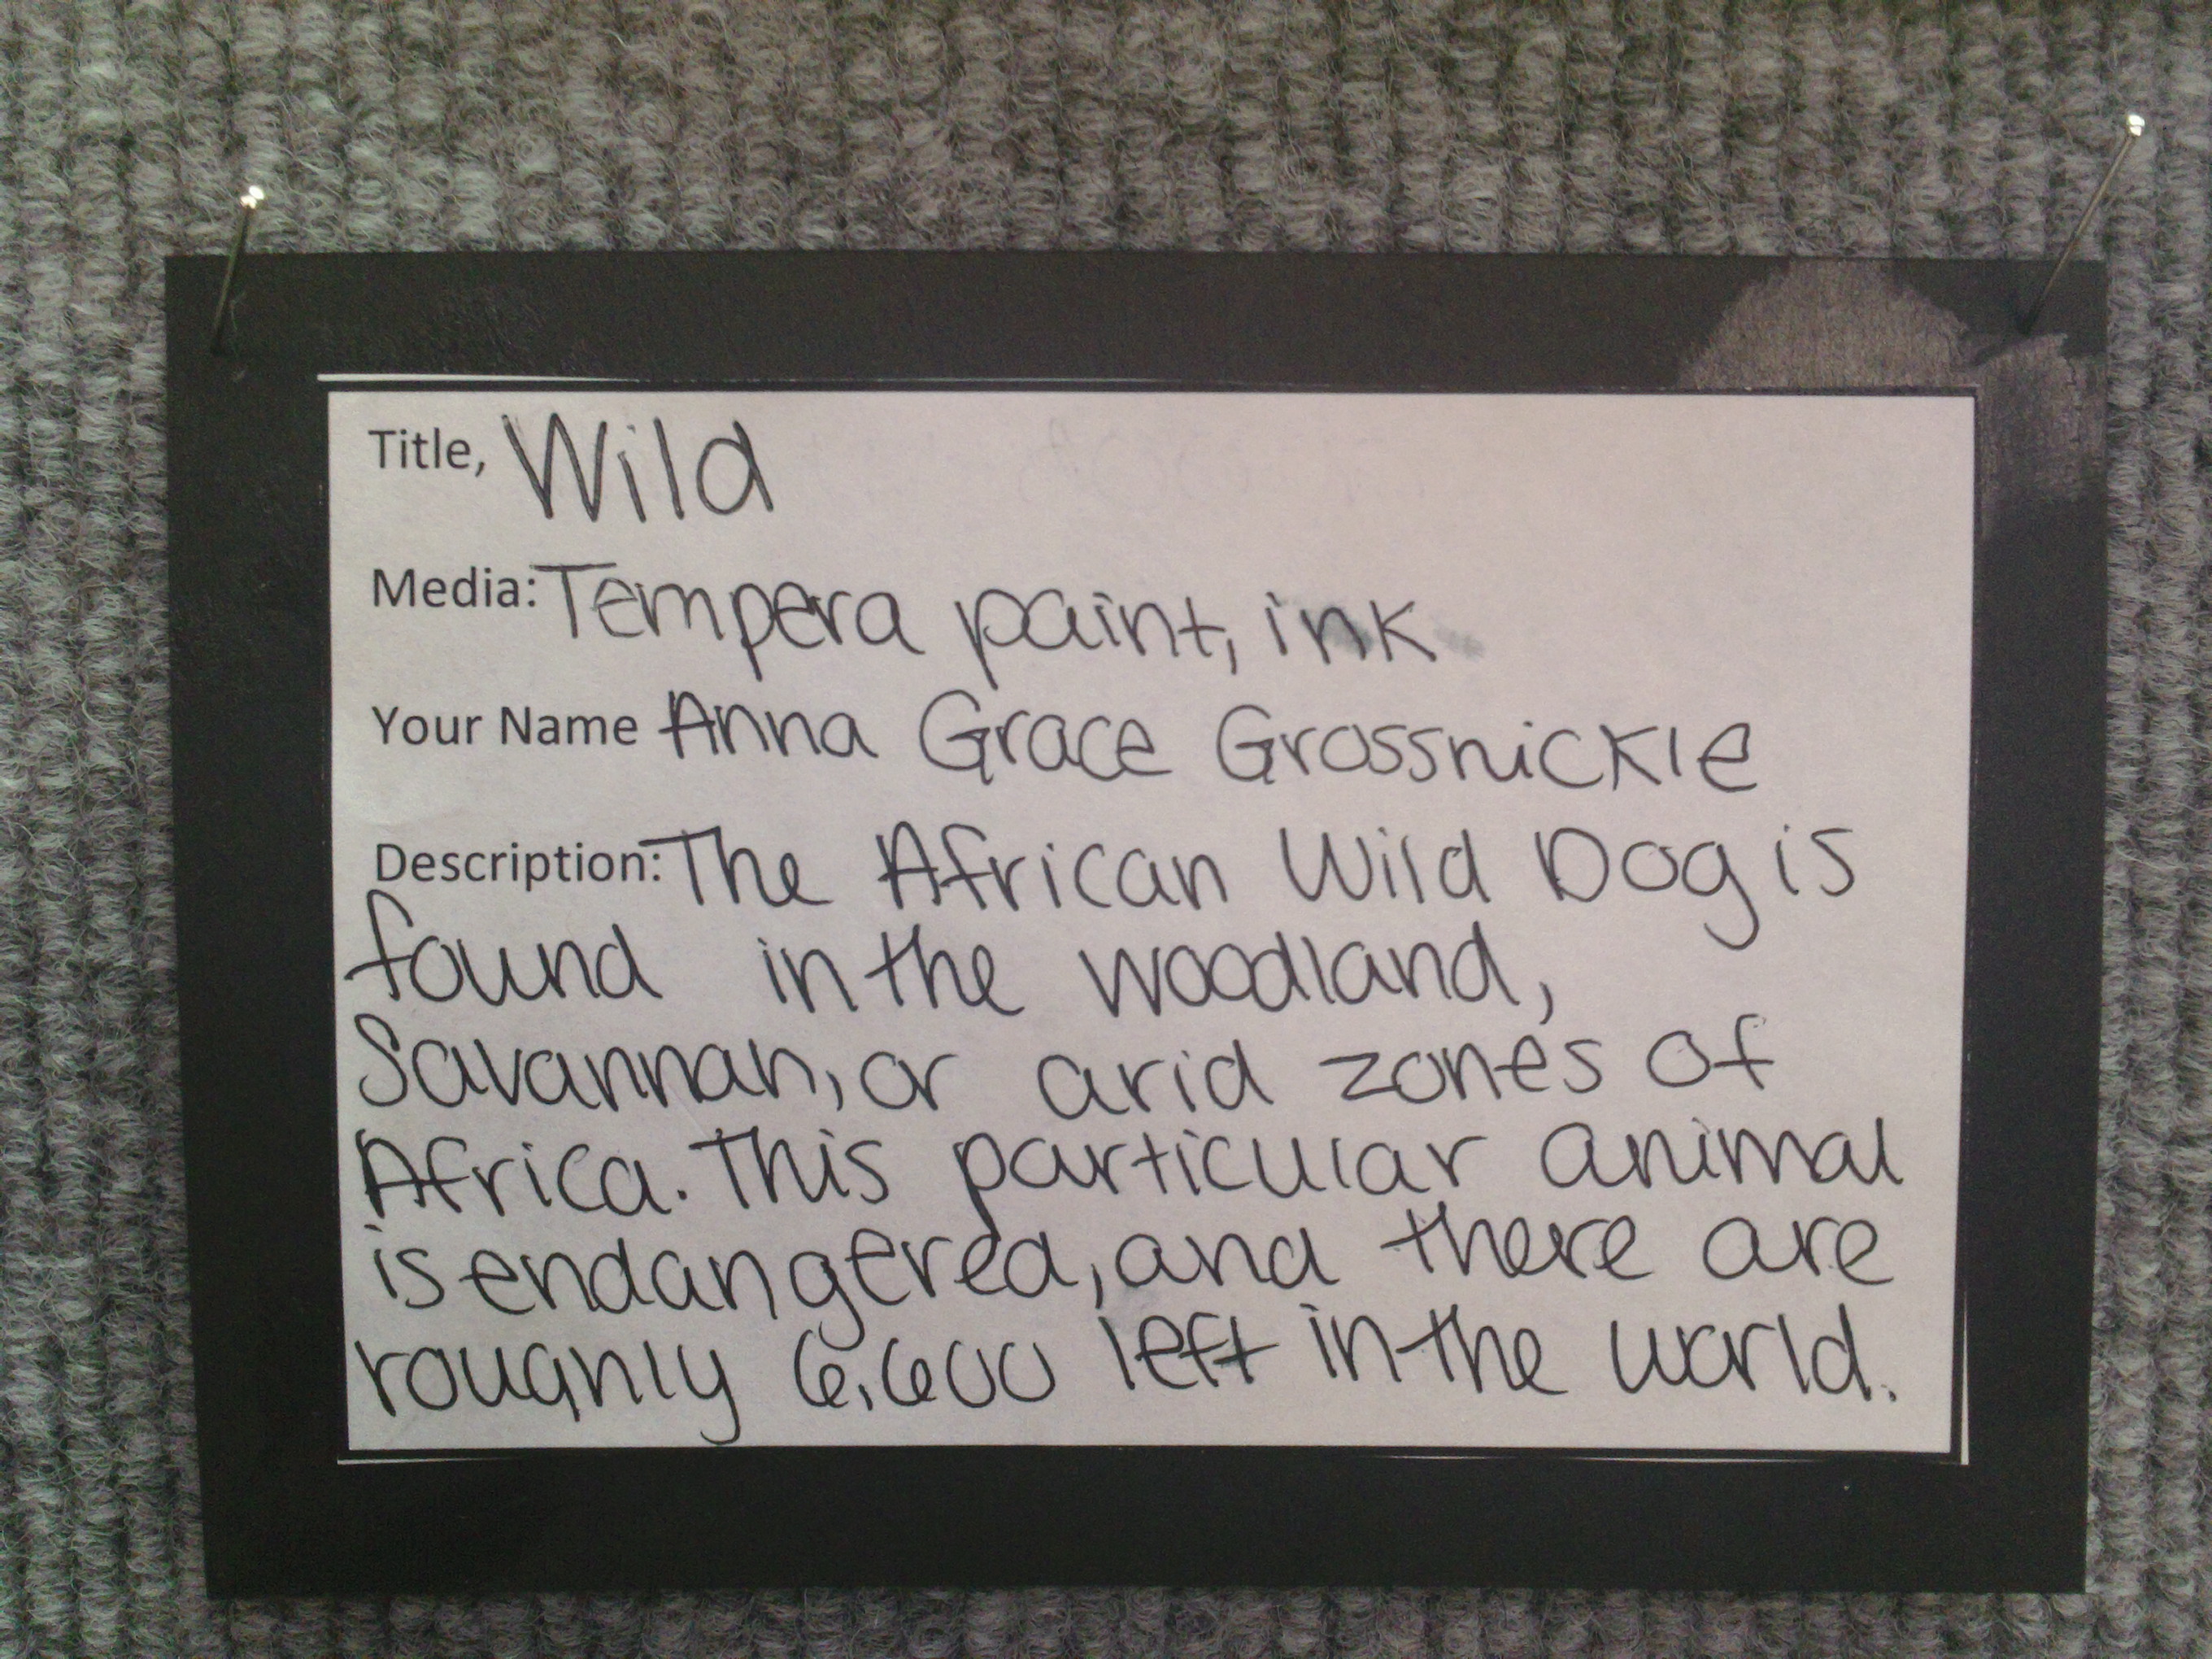 Title, Wild
Media: Tempera paint, ink
Your Name Anna Grace Grossnickle
Description: The African Wild Dog is
found in the woodland,
Savannah, or arid zones of
Africa. This particular animal
is endangered, and there are
roughly 6,600 left in the world.